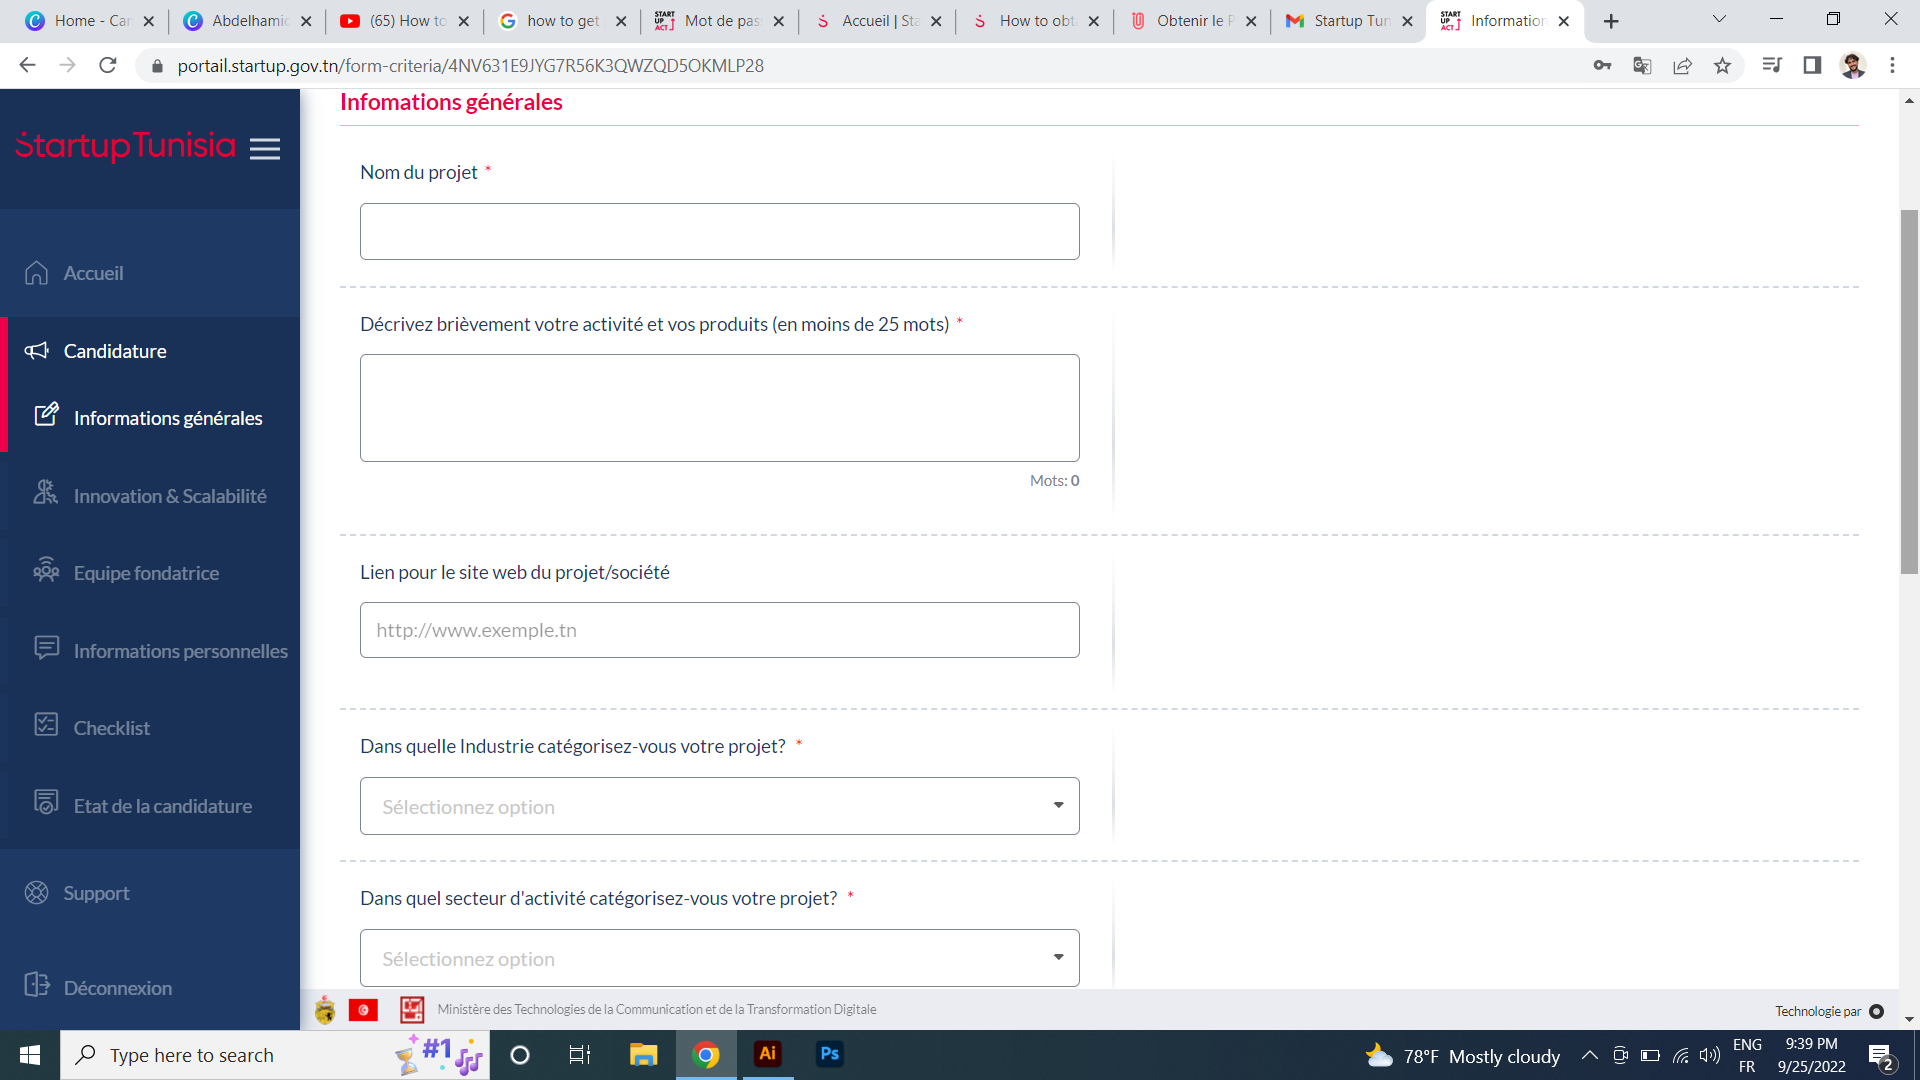 Home - Can
Abdelhamid
(65) How to
how to get
Mot de pas
Accueil | Sta
How to obt
Obtenir le P
Startup Tun
Information
portail.startup.gov.tn/form-criteria/4NV631E9JYG7R56K3QWZQD5OKMLP28
StartupTunisia
Accueil
Candidature
Informations générales
Innovation & Scalabilité
Equipe fondatrice
Informations personnelles
Checklist
Etat de la candidature
Support
Déconnexion
Infomations générales
Nom du projet *
Décrivez brièvement votre activité et vos produits (en moins de 25 mots) *
Mots: 0
Lien pour le site web du projet/société
http://www.exemple.tn
Dans quelle Industrie catégorisez-vous votre projet? *
Sélectionnez option
Dans quel secteur d'activité catégorisez-vous votre projet? *
Sélectionnez option
Ministère des Technologies de la Communication et de la Transformation Digitale
Technologie par
Type here to search
#1
Ai
Ps
78°F Mostly cloudy
ENG
FR
9:39 PM
9/25/2022
2